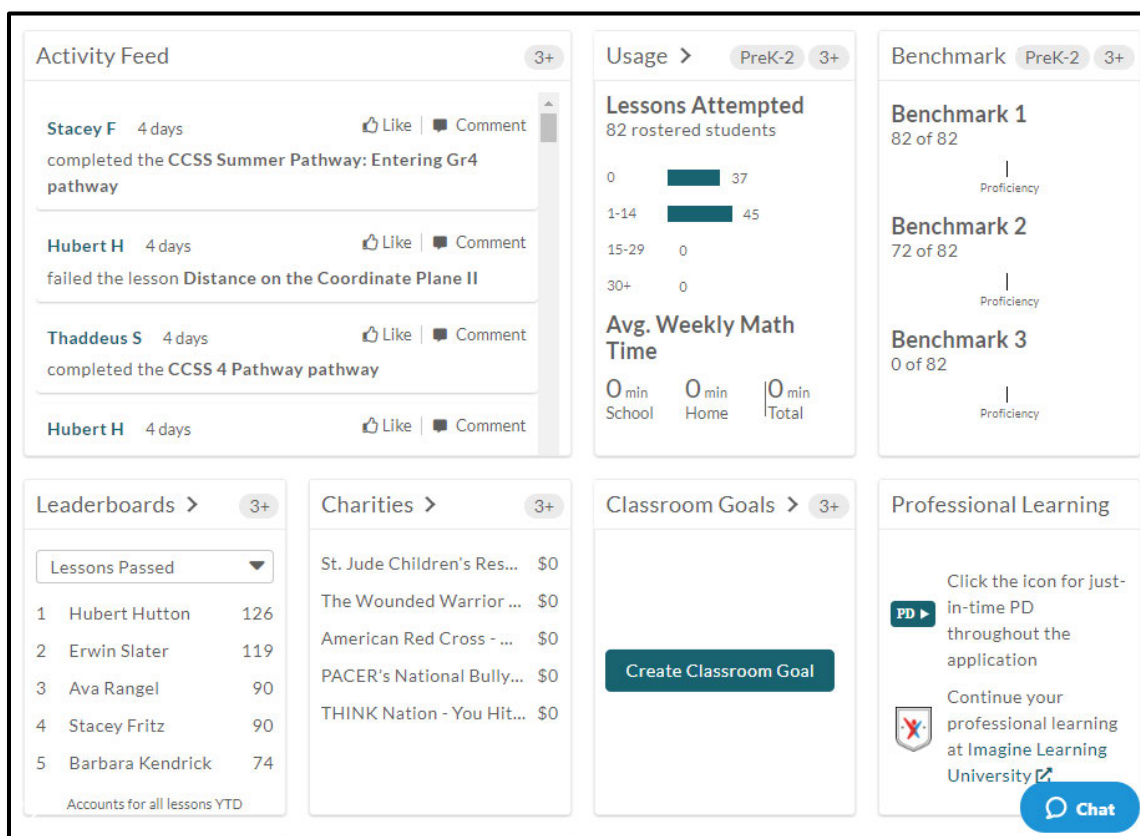 Activity Feed 3+
Stacey F 4 days Like | Comment
completed the CCSS Summer Pathway: Entering Gr4
pathway
Hubert H 4 days Like | Comment
failed the lesson Distance on the Coordinate Plane II
Thaddeus S 4 days Like | Comment
completed the CCSS 4 Pathway pathway
Hubert H 4 days Like | Comment
Usage > PreK-2 3+
Lessons Attempted
82 rostered students
0 37
1-14 45
15-29 0
30+ 0
Avg. Weekly Math
Time
0 min 0 min 0 min
School Home Total
Benchmark PreK-2 3+
Benchmark 1
82 of 82
Proficiency
Benchmark 2
72 of 82
Proficiency
Benchmark 3
0 of 82
Proficiency
Leaderboards > 3+
Lessons Passed
1 Hubert Hutton 126
2 Erwin Slater 119
3 Ava Rangel 90
4 Stacey Fritz 90
5 Barbara Kendrick 74
Accounts for all lessons YTD
Charities > 3+
St. Jude Children's Res... $0
The Wounded Warrior ... $0
American Red Cross - ... $0
PACER's National Bully... $0
THINK Nation - You Hit... $0
Classroom Goals > 3+
Create Classroom Goal
Professional Learning
PD
Click the icon for just-
in-time PD
throughout the
application
Continue your
professional learning
at Imagine Learning
University
Chat